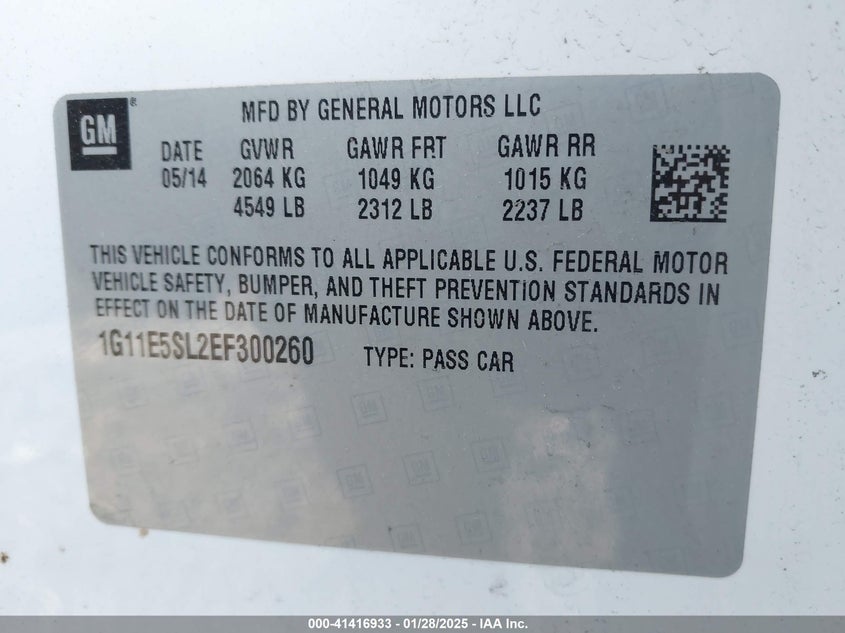 GM
MFD BY GENERAL MOTORS LLC
DATE GVWR GAWR FRT GAWR RR
05/14 2064 KG 1049 KG 1015 KG
4549 LB 2312 LB 2237 LB
THIS VEHICLE CONFORMS TO ALL APPLICABLE U.S. FEDERAL MOTOR
VEHICLE SAFETY, BUMPER, AND THEFT PREVENTION STANDARDS IN
EFFECT ON THE DATE OF MANUFACTURE SHOWN ABOVE.
1G11E5SL2EF300260 TYPE: PASS CAR
000-41416933 — 01/28/2025 — IAA Inc.